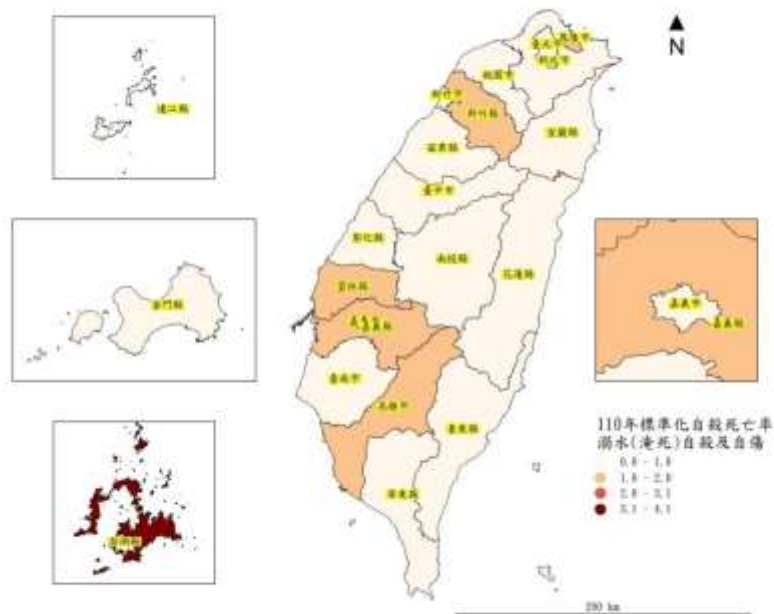 N
連江縣
基隆市
臺北市
新北市
桃園市
新竹市
新竹縣
宜蘭縣
苗栗縣
臺中市
彰化縣
南投縣
花蓮縣
金門縣
雲林縣
嘉義縣
嘉義市
嘉義縣
臺南市
高雄市
臺東縣
屏東縣
澎湖縣
110年標準化自殺死亡率
溺水(淹死)自殺及自傷
0.0 - 1.0
1.0 - 2.0
2.0 - 3.1
3.1 - 4.1
200 km